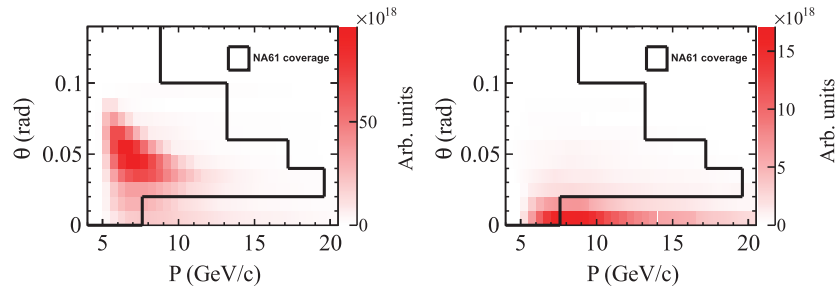 ×10¹⁸
NA61 coverage
0.1
0.05
0
50
0
θ (rad)
Arb. units
5
10
15
20
P (GeV/c)
×10¹⁸
NA61 coverage
0.1
0.05
0
15
10
5
0
θ (rad)
Arb. units
5
10
15
20
P (GeV/c)